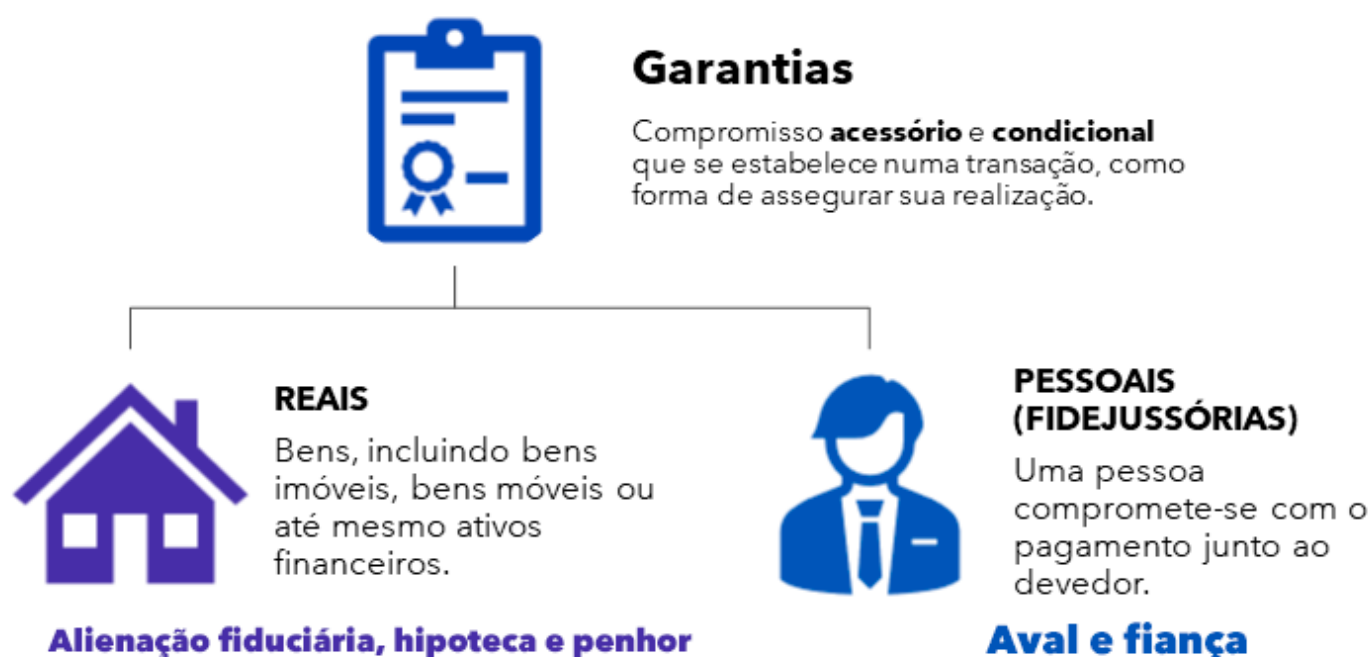 Garantias
Compromisso acessório e condicional
que se estabelece numa transação, como
forma de assegurar sua realização.
REAIS
Bens, incluindo bens
imóveis, bens móveis ou
até mesmo ativos
financeiros.
Alienação fiduciária, hipoteca e penhor
PESSOAIS
(FIDEJUSSÓRIAS)
Uma pessoa
compromete-se com o
pagamento junto ao
devedor.
Aval e fiança